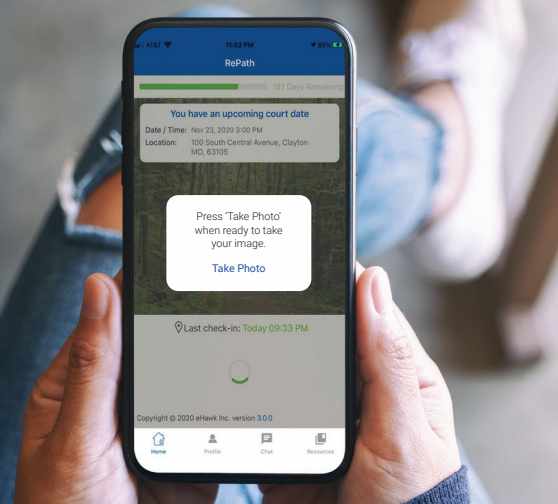 AT&T 11:02 PM 89%
RePath
161 Days Remaining
You have an upcoming court date
Date / Time: Nov 23, 2020 3:00 PM
Location: 100 South Central Avenue, Clayton
MO, 63105
Press 'Take Photo'
when ready to take
your image.
Take Photo
Last check-in: Today 09:33 PM
Copyright © 2020 eHawk Inc. version 3.0.0
Home Profile Chat Resources